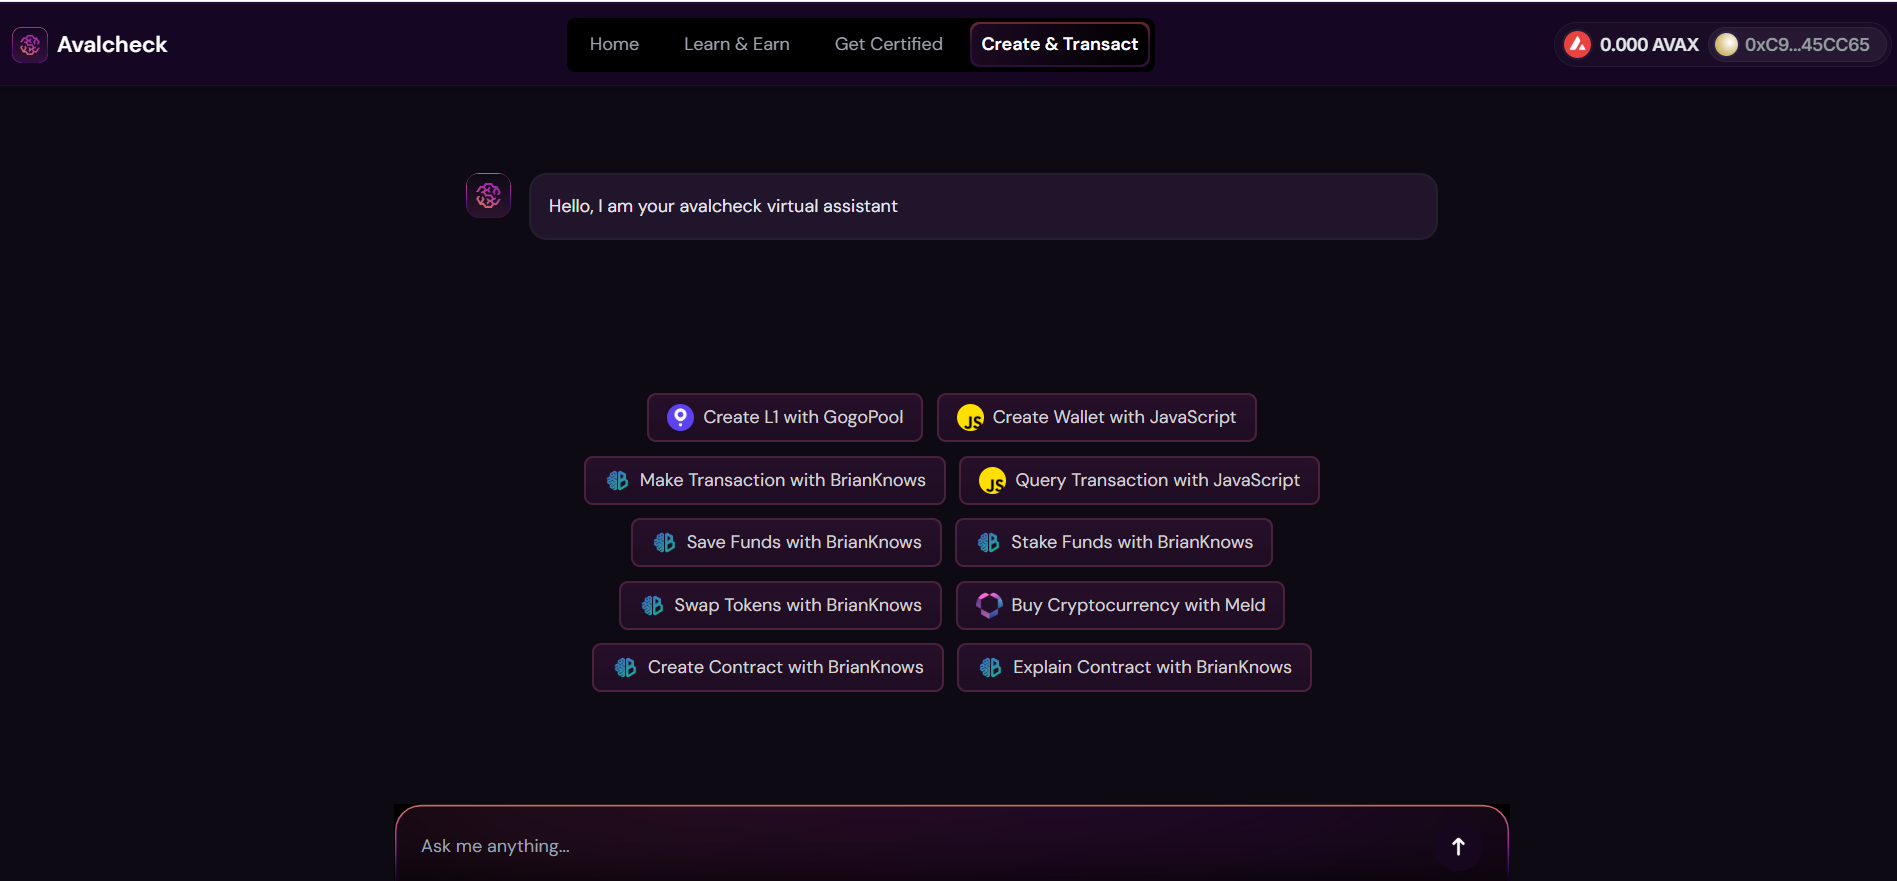 Avalcheck
Home Learn & Earn Get Certified Create & Transact
0.000 AVAX 0xC9...45CC65
Hello, I am your avalcheck virtual assistant
Create L1 with GogoPool
JS Create Wallet with JavaScript
Make Transaction with BrianKnows
JS Query Transaction with JavaScript
Save Funds with BrianKnows
Stake Funds with BrianKnows
Swap Tokens with BrianKnows
Buy Cryptocurrency with Meld
Create Contract with BrianKnows
Explain Contract with BrianKnows
Ask me anything...